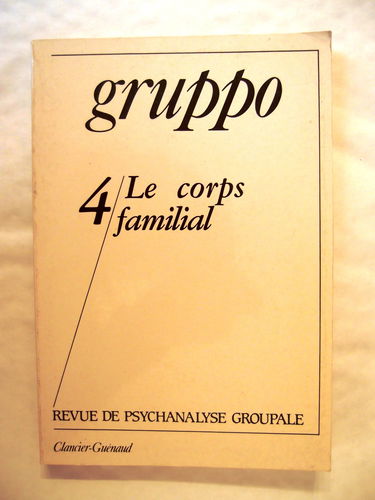 gruppo
4/ Le corps
familial
REVUE DE PSYCHANALYSE GROUPALE
Clancier-Guénaud